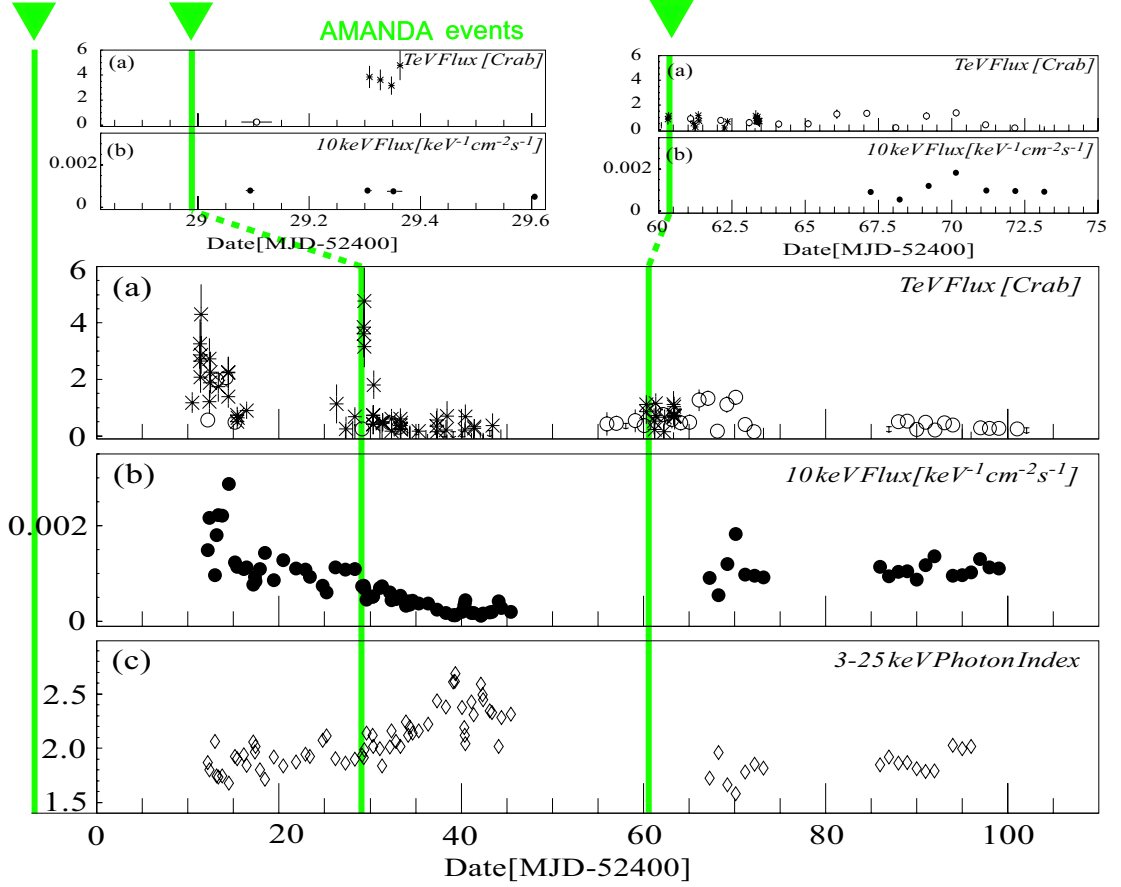 AMANDA events
(a) TeV Flux [Crab]
6
4
2
0
(b) 10 keV Flux[keV-1cm-2s-1]
0.002
0
29 29.2 29.4 29.6
Date[MJD-52400]
(a) TeV Flux [Crab]
6
4
2
0
(b) 10 keV Flux[keV-1cm-2s-1]
0.002
0
60 62.5 65 67.5 70 72.5 75
Date[MJD-52400]
(a) TeV Flux [Crab]
6
4
2
0
(b) 10 keV Flux[keV-1cm-2s-1]
0.002
0
(c) 3-25 keV Photon Index
2.5
2.0
1.5
0 20 40 60 80 100
Date[MJD-52400]